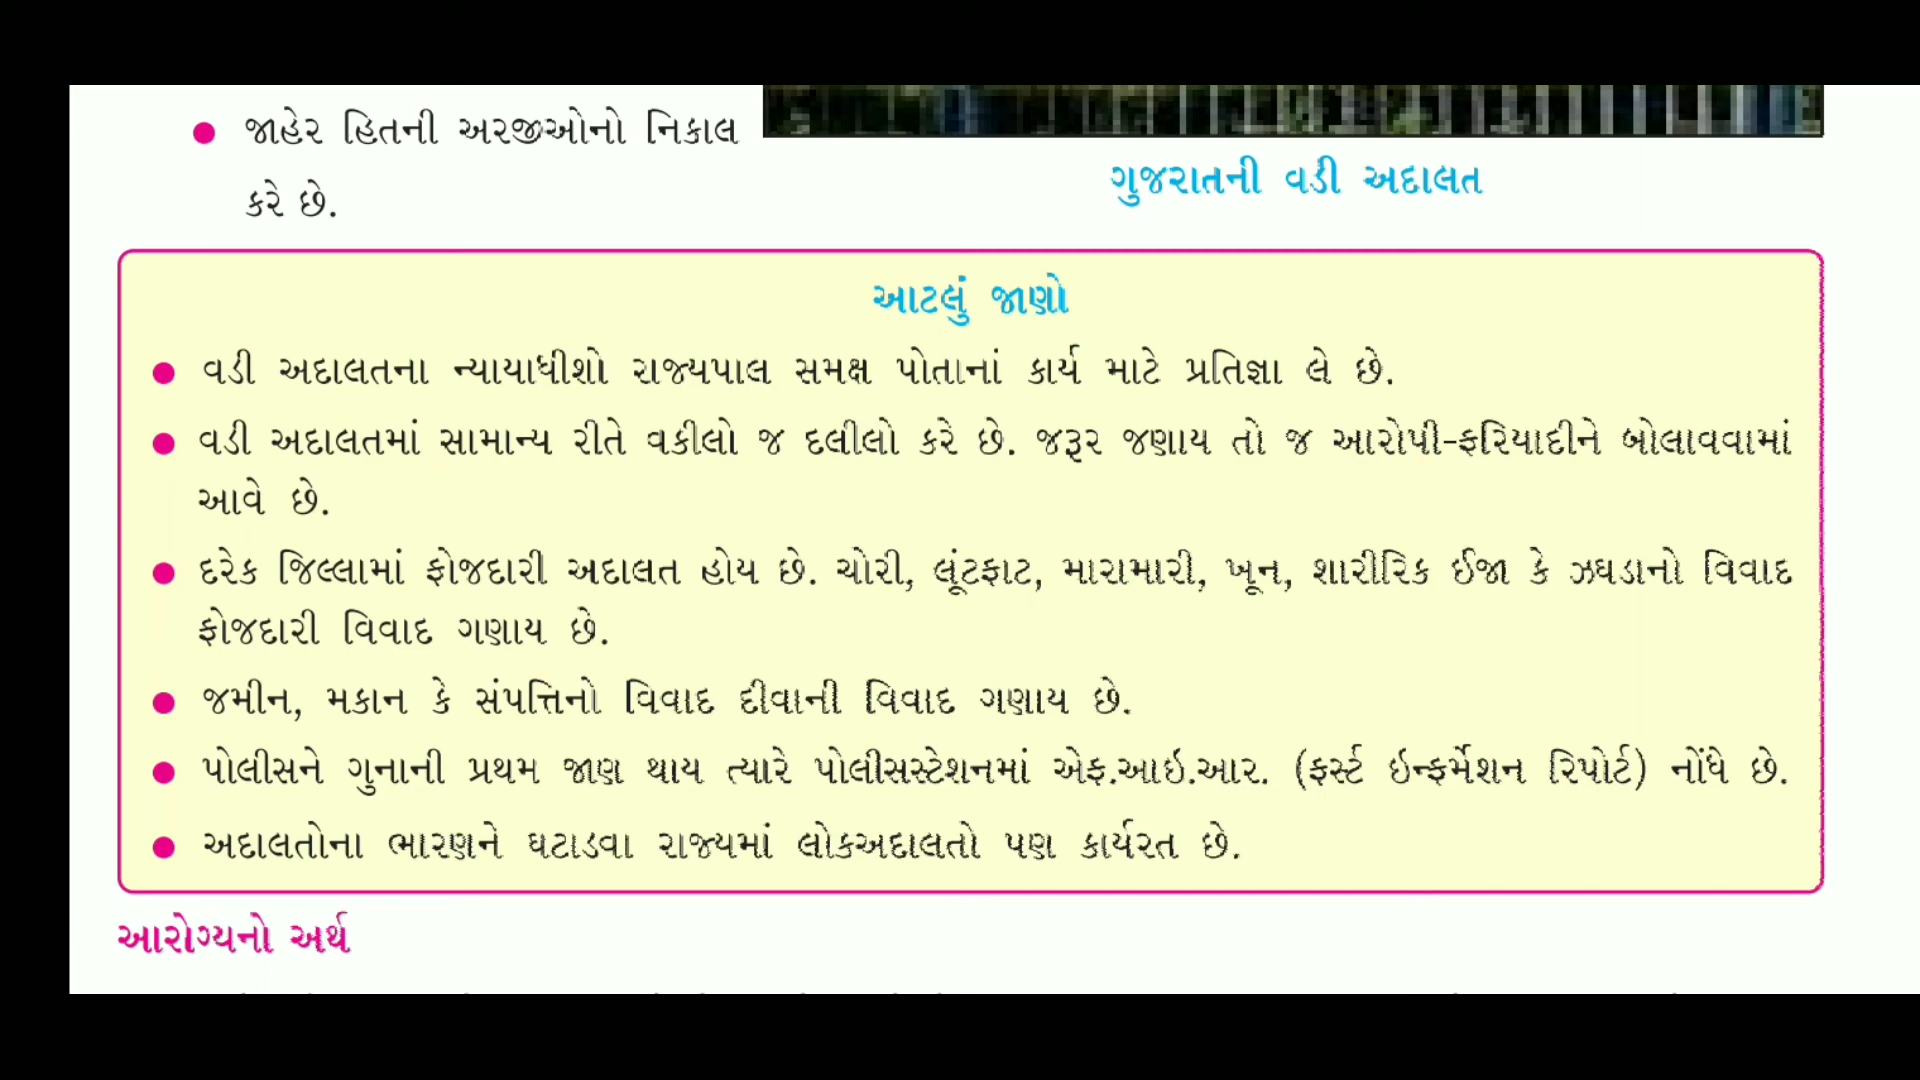 જાહેર હિતની અરજીઓનો નિકાલ
કરે છે.
ગુજરાતની વડી અદાલત
આટલું જાણો
વડી અદાલતના ન્યાયાધીશો રાજ્યપાલ સમક્ષ પોતાનાં કાર્ય માટે પ્રતિજ્ઞા લે છે.
વડી અદાલતમાં સામાન્ય રીતે વકીલો જ દલીલો કરે છે. જરૂર જણાય તો જ આરોપી-ફરિયાદીને બોલાવવામાં
આવે છે.
દરેક જિલ્લામાં ફોજદારી અદાલત હોય છે. ચોરી, લૂંટફાટ, મારામારી, ખૂન, શારીરિક ઈજા કે ઝઘડાનો વિવાદ
ફોજદારી વિવાદ ગણાય છે.
જમીન, મકાન કે સંપત્તિનો વિવાદ દીવાની વિવાદ ગણાય છે.
પોલીસને ગુનાની પ્રથમ જાણ થાય ત્યારે પોલીસસ્ટેશનમાં એફ.આઇ.આર. (ફર્સ્ટ ઇન્ફર્મેશન રિપોર્ટ) નોંધે છે.
અદાલતોના ભારણને ઘટાડવા રાજ્યમાં લોકઅદાલતો પણ કાર્યરત છે.
આરોગ્યનો અર્થ